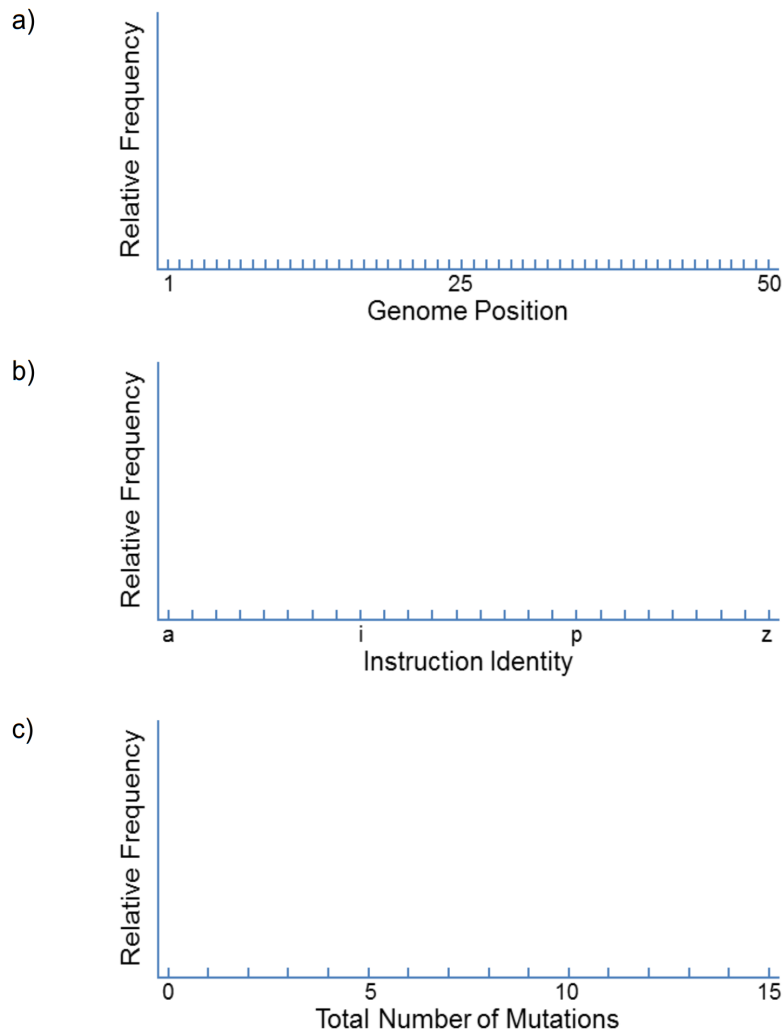 a)
Relative Frequency
1 25 50
Genome Position
b)
Relative Frequency
a i p z
Instruction Identity
c)
Relative Frequency
0 5 10 15
Total Number of Mutations